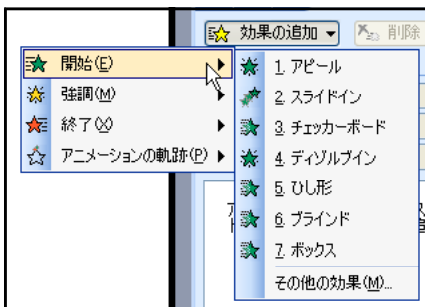 効果の追加
削除
開始(E)
強調(M)
終了(X)
アニメーションの軌跡(P)
1. アピール
2. スライドイン
3. チェッカーボード
4. ディゾルブイン
5. ひし形
6. ブラインド
7. ボックス
その他の効果(M)...